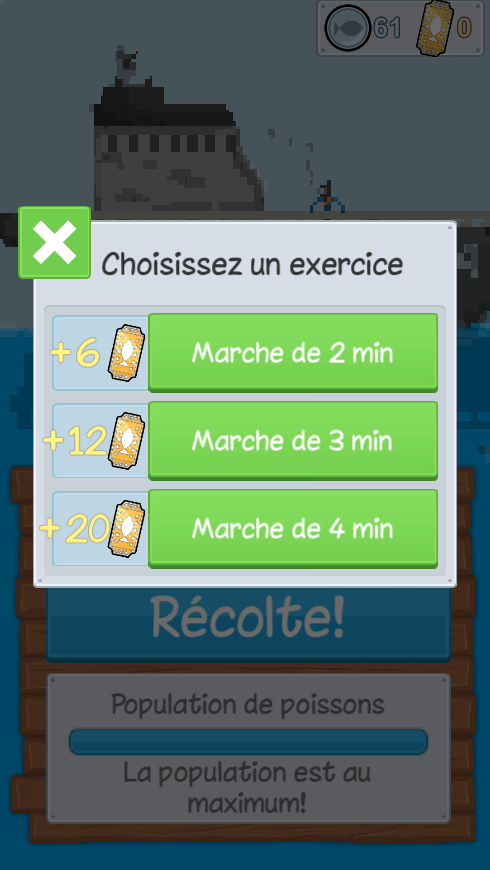 61 0
Choisissez un exercice
+6 Marche de 2 min
+12 Marche de 3 min
+20 Marche de 4 min
Récolte!
Population de poissons
La population est au
maximum!